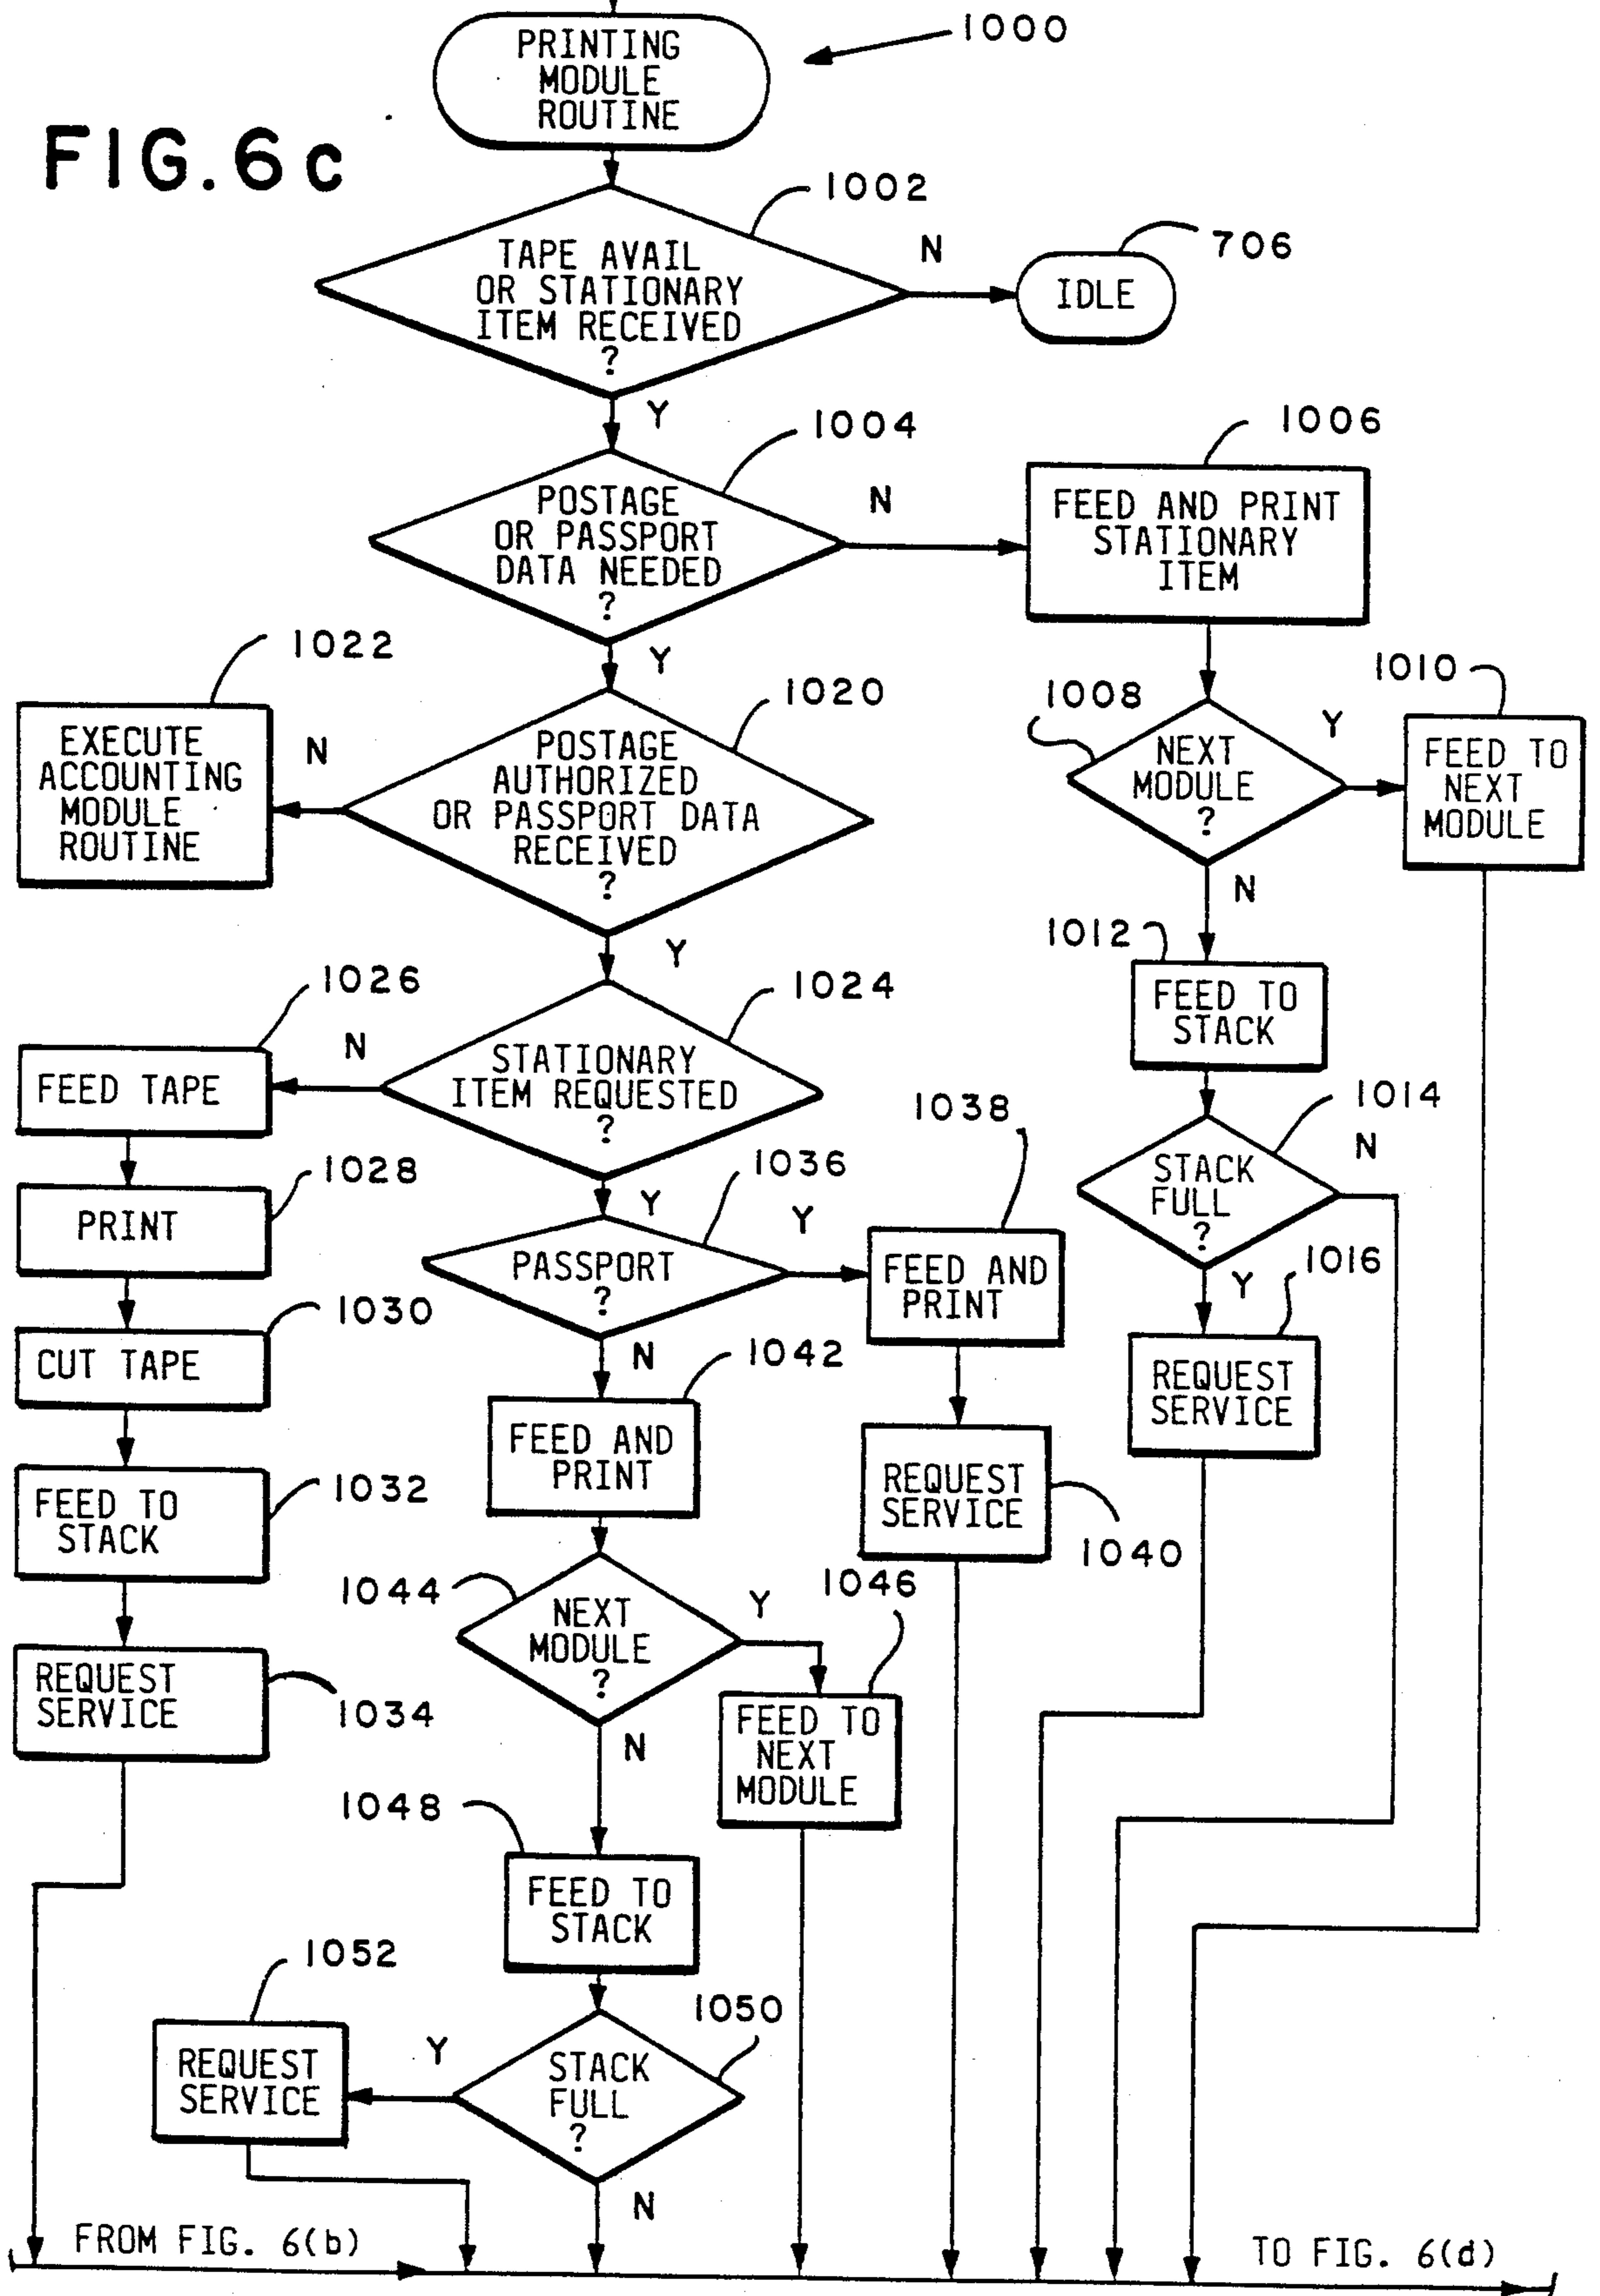 PRINTING
MODULE
ROUTINE
1000
FIG.6c
1002
TAPE AVAIL
OR STATIONARY
ITEM RECEIVED
?
N
706
IDLE
Y
1004
POSTAGE
OR PASSPORT
DATA NEEDED
?
N
1006
FEED AND PRINT
STATIONARY
ITEM
Y
1022
EXECUTE
ACCOUNTING
MODULE
ROUTINE
N
1020
POSTAGE
AUTHORIZED
OR PASSPORT DATA
RECEIVED
?
1008
NEXT
MODULE
?
Y
1010
FEED TO
NEXT
MODULE
N
Y
1012
FEED TO
STACK
1026
FEED TAPE
N
1024
STATIONARY
ITEM REQUESTED
?
1014
STACK
FULL
?
N
1028
PRINT
Y
1036
PASSPORT
?
Y
1038
FEED AND
PRINT
Y
1016
REQUEST
SERVICE
1030
CUT TAPE
N
1042
FEED AND
PRINT
REQUEST
SERVICE
1040
1032
FEED TO
STACK
1044
NEXT
MODULE
?
Y
1046
FEED TO
NEXT
MODULE
REQUEST
SERVICE
1034
N
1048
FEED TO
STACK
1052
REQUEST
SERVICE
Y
1050
STACK
FULL
?
N
FROM FIG. 6(b)
TO FIG. 6(d)